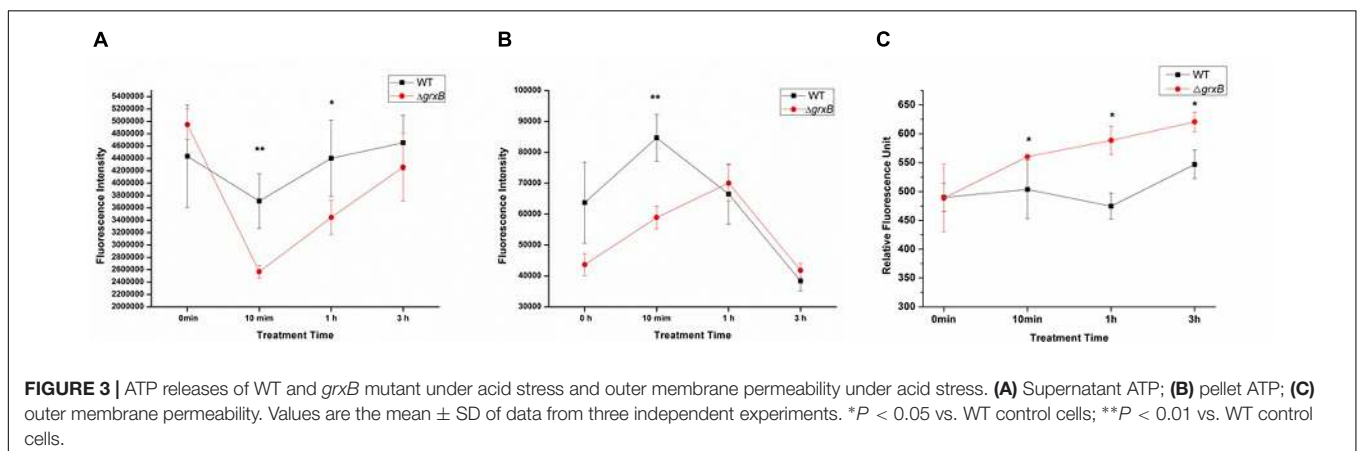 A
B
C
WT
ΔgrxB
5400000
5200000
5000000
4800000
4600000
4400000
4200000
4000000
3800000
3600000
3400000
3200000
3000000
2800000
2600000
2400000
2200000
2000000
Fluorescence Intensity
**
*
0min
10 mim
1 h
3 h
Treatment Time
WT
ΔgrxB
100000
90000
80000
70000
60000
50000
40000
30000
Fluorescence Intensity
**
0 h
10 mim
1 h
3 h
Treatment Time
WT
△grxB
650
600
550
500
450
400
350
300
Relative Fluorescence Unit
*
*
*
0min
10min
1h
3h
Treatment Time
FIGURE 3 | ATP releases of WT and grxB mutant under acid stress and outer membrane permeability under acid stress. (A) Supernatant ATP; (B) pellet ATP; (C)
outer membrane permeability. Values are the mean ± SD of data from three independent experiments. *P < 0.05 vs. WT control cells; **P < 0.01 vs. WT control
cells.